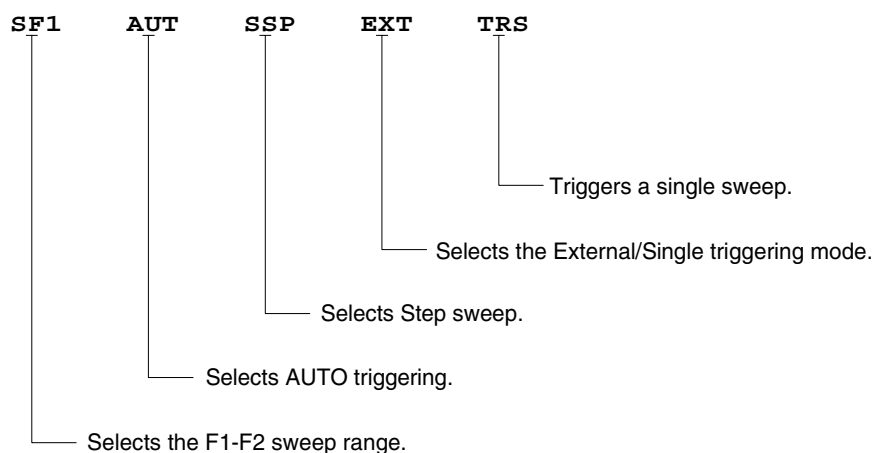 SF1 AUT SSP EXT TRS
Triggers a single sweep.
Selects the External/Single triggering mode.
Selects Step sweep.
Selects AUTO triggering.
Selects the F1-F2 sweep range.